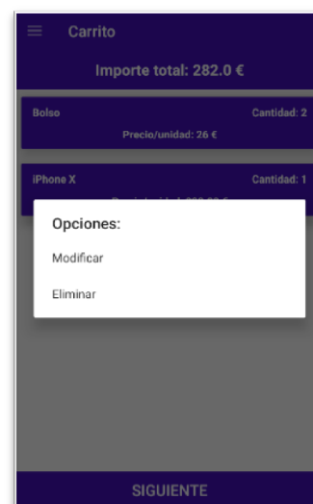 Carrito
Importe total: 282.0 €
Bolso Cantidad: 2
Precio/unidad: 26 €
iPhone X Cantidad: 1
Opciones:
Modificar
Eliminar
SIGUIENTE